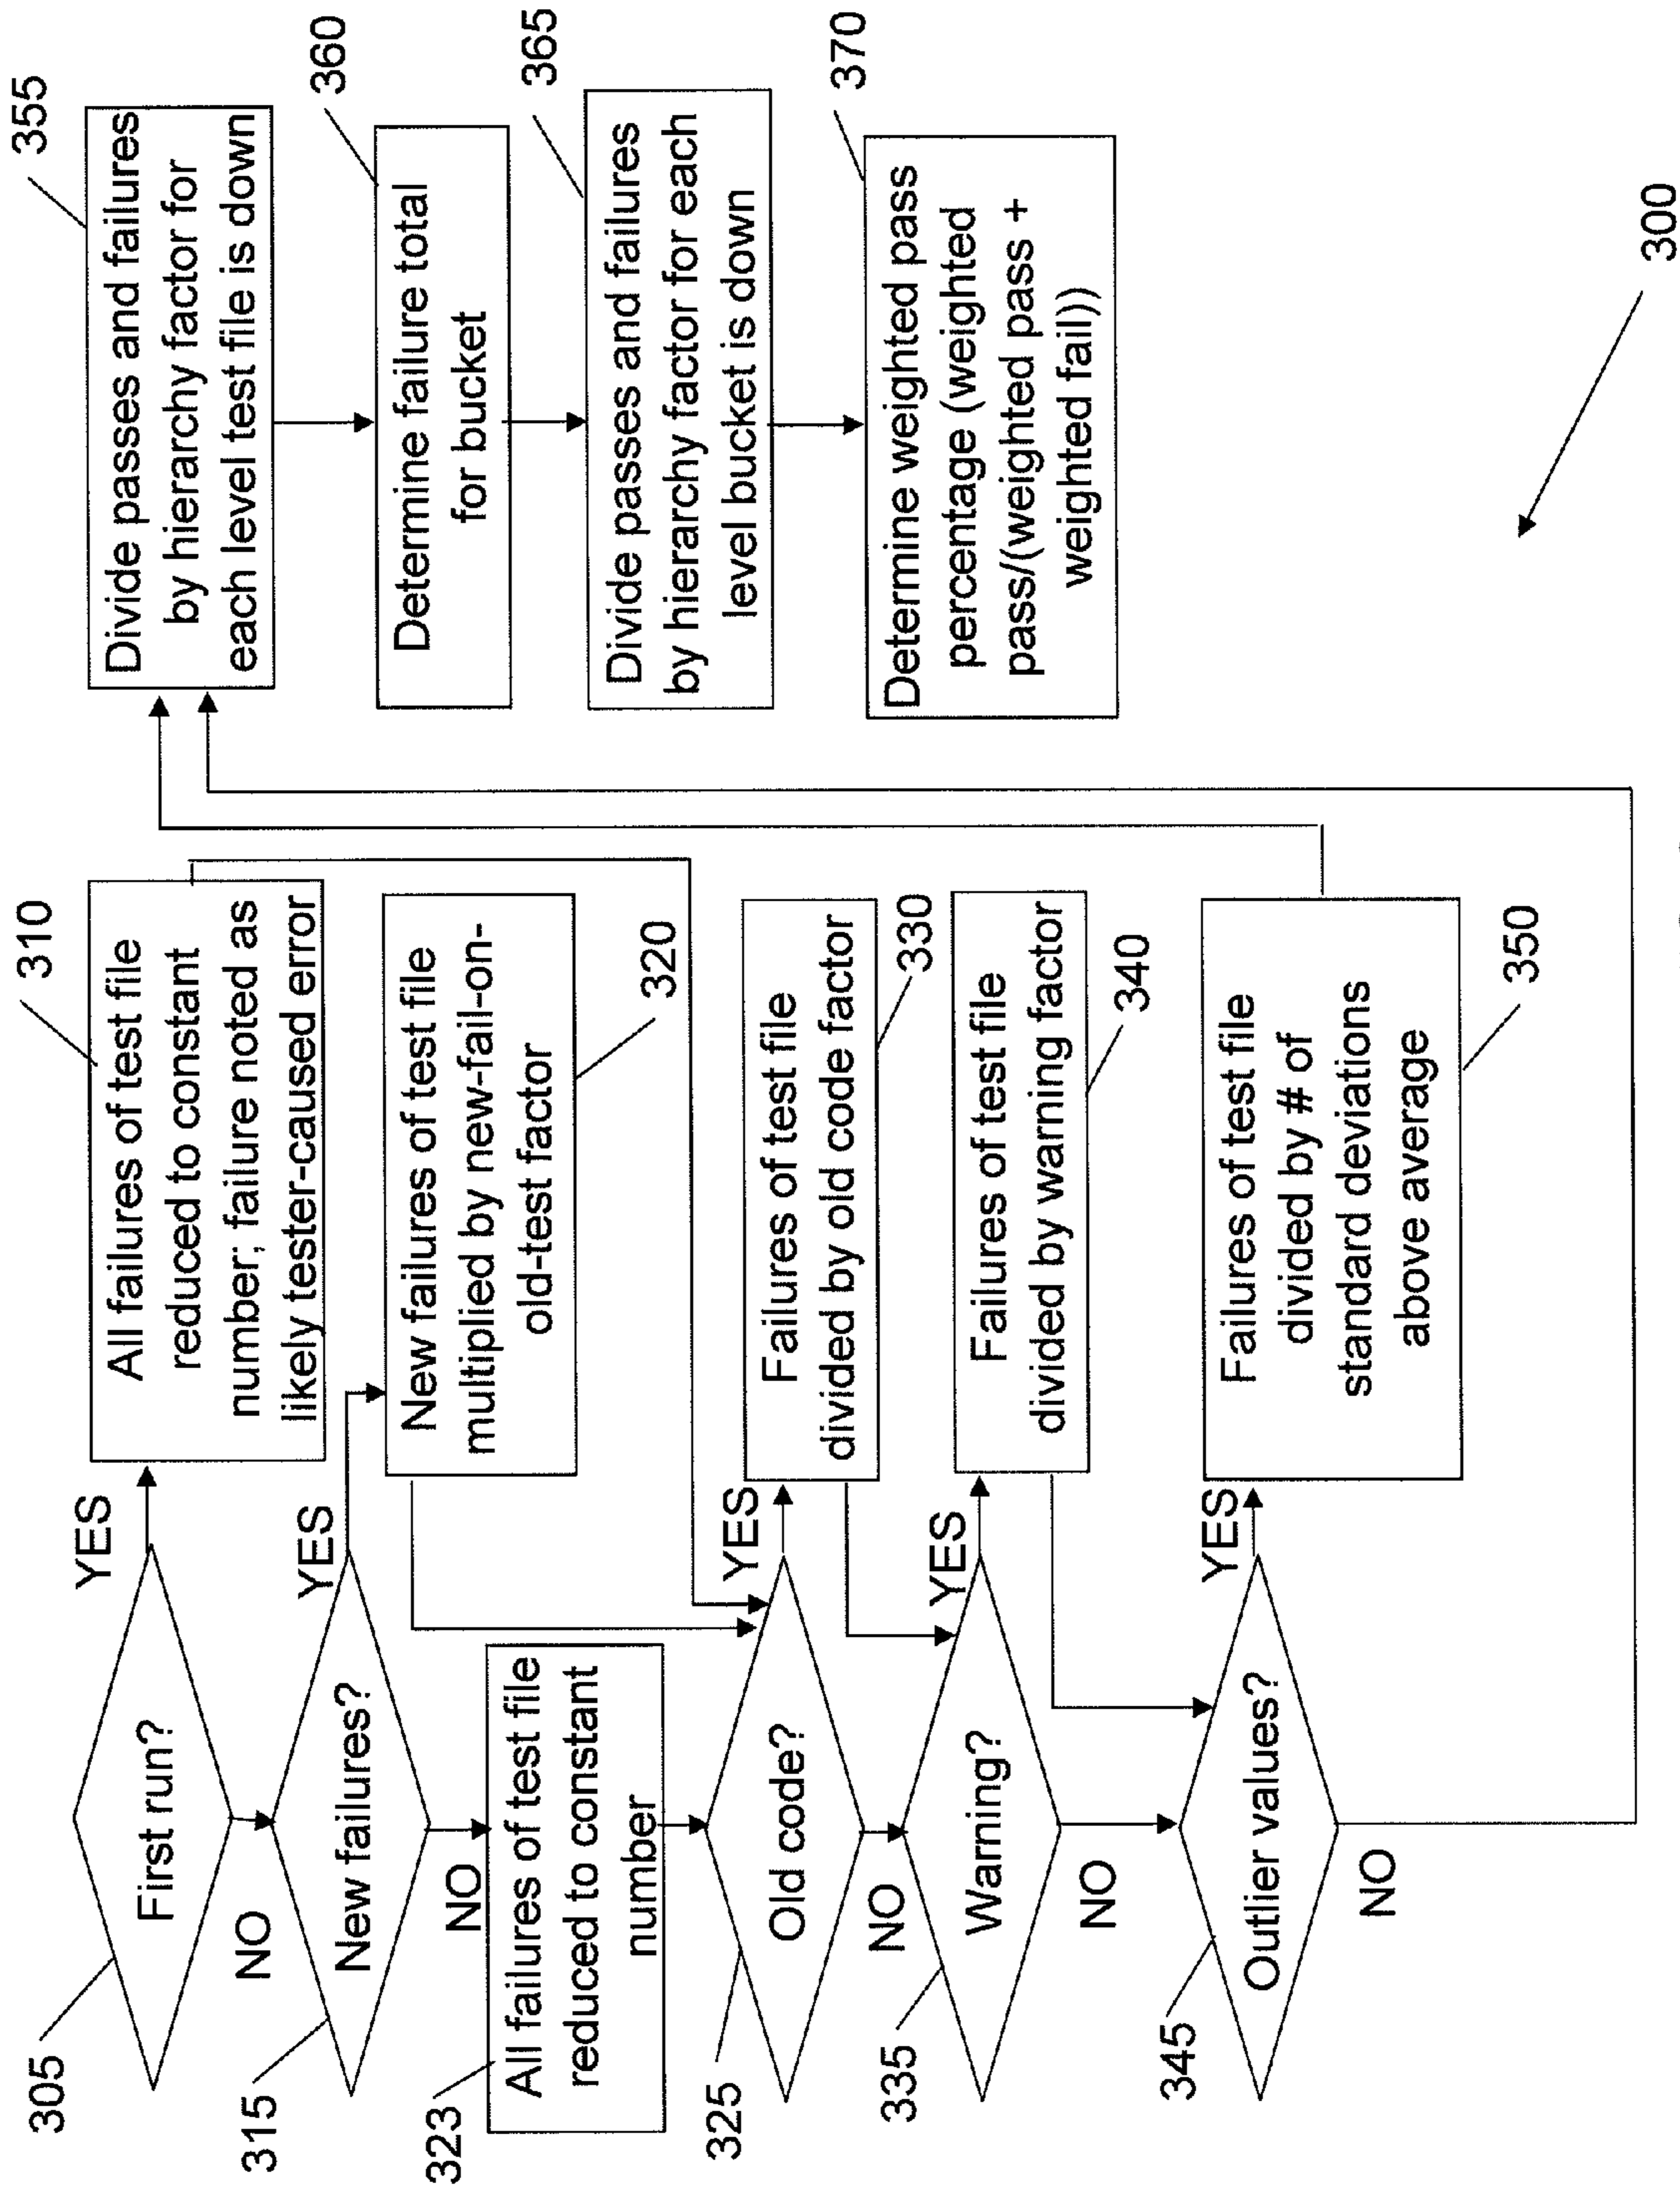 305
First run?
YES
NO
310
All failures of test file
reduced to constant
number; failure noted as
likely tester-caused error
315
New failures?
YES
NO
320
New failures of test file
multiplied by new-fail-on-
old-test factor
323
All failures of test file
reduced to constant
number
325
Old code?
YES
NO
330
Failures of test file
divided by old code factor
335
Warning?
YES
NO
340
Failures of test file
divided by warning factor
345
Outlier values?
YES
NO
350
Failures of test file
divided by # of
standard deviations
above average
355
Divide passes and failures
by hierarchy factor for
each level test file is down
360
Determine failure total
for bucket
365
Divide passes and failures
by hierarchy factor for each
level bucket is down
370
Determine weighted pass
percentage (weighted
pass/(weighted pass +
weighted fail))
300